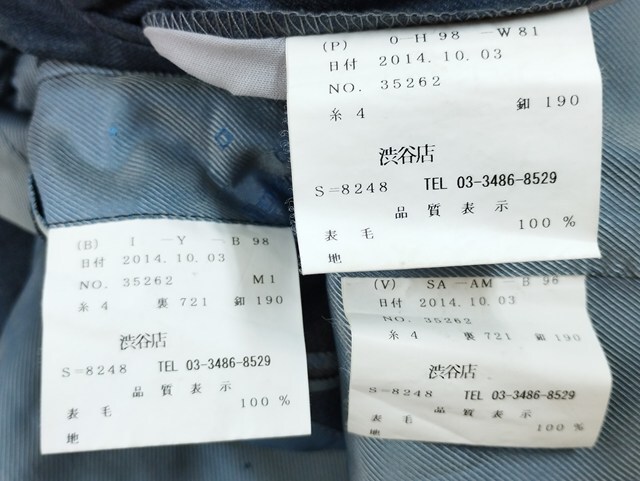 (P) O-H 98 -W 81
日付 2014.10.03
NO. 35262
糸 4 釦 190
渋谷店
S=8248 TEL 03-3486-8529
品 質 表 示
表 毛 100 %
地
(B) I -Y -B 98
日付 2014.10.03
NO. 35262 M1
糸 4 裏 721 釦 190
渋谷店
S=8248 TEL 03-3486-8529
品 質 表 示
表 毛 100 %
地
(V) SA -AM -B 96
日付 2014.10.03
NO. 35262
糸 4 裏 721 釦 190
渋谷店
S=8248 TEL 03-3486-8529
品 質 表 示
表 毛 100 %
地